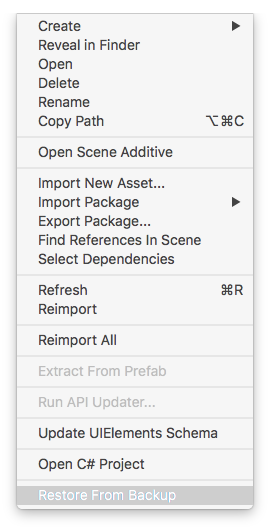 Create ▶
Reveal in Finder
Open
Delete
Rename
Copy Path ⌥⌘C
Open Scene Additive
Import New Asset...
Import Package ▶
Export Package...
Find References In Scene
Select Dependencies
Refresh ⌘R
Reimport
Reimport All
Extract From Prefab
Run API Updater...
Update UIElements Schema
Open C# Project
Restore From Backup